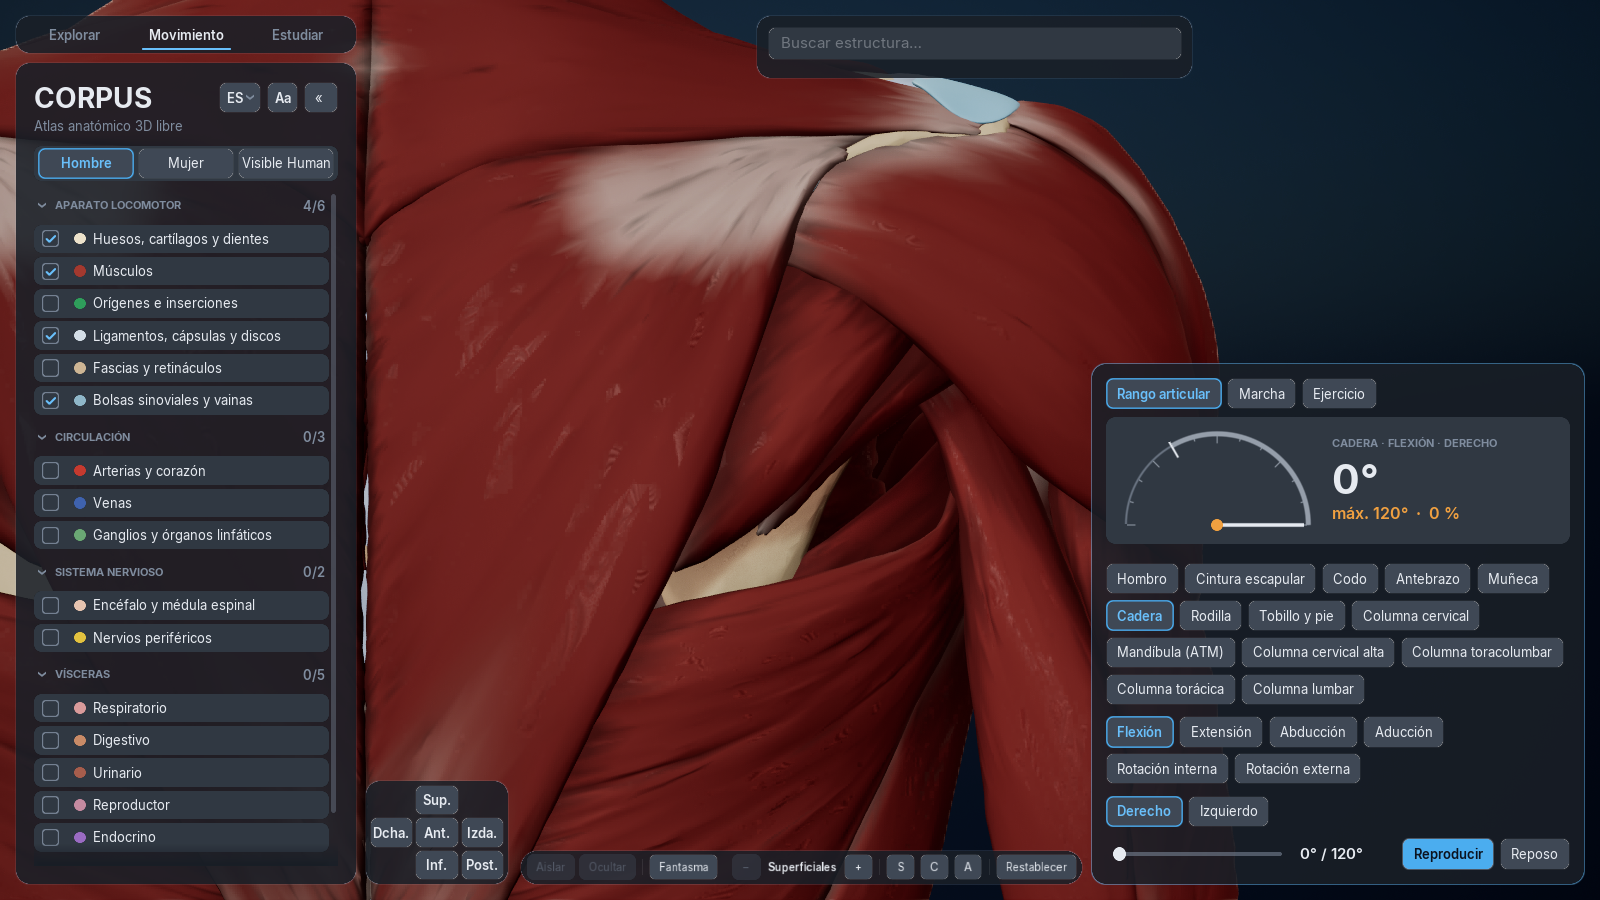 Explorar Movimiento Estudiar
Buscar estructura...
CORPUS ES Aa «
Atlas anatómico 3D libre
Hombre Mujer Visible Human
APARATO LOCOMOTOR 4/6
Huesos, cartílagos y dientes
Músculos
Orígenes e inserciones
Ligamentos, cápsulas y discos
Fascias y retináculos
Bolsas sinoviales y vainas
CIRCULACIÓN 0/3
Arterias y corazón
Venas
Ganglios y órganos linfáticos
SISTEMA NERVIOSO 0/2
Encéfalo y médula espinal
Nervios periféricos
VÍSCERAS 0/5
Respiratorio
Digestivo
Urinario
Reproductor
Endocrino
Sup.
Dcha. Ant. Izda.
Inf. Post.
Aislar Ocultar Fantasma − Superficiales + S C A Restablecer
Rango articular Marcha Ejercicio
CADERA · FLEXIÓN · DERECHO
0°
máx. 120° · 0 %
Hombro Cintura escapular Codo Antebrazo Muñeca
Cadera Rodilla Tobillo y pie Columna cervical
Mandíbula (ATM) Columna cervical alta Columna toracolumbar
Columna torácica Columna lumbar
Flexión Extensión Abducción Aducción
Rotación interna Rotación externa
Derecho Izquierdo
0° / 120° Reproducir Reposo